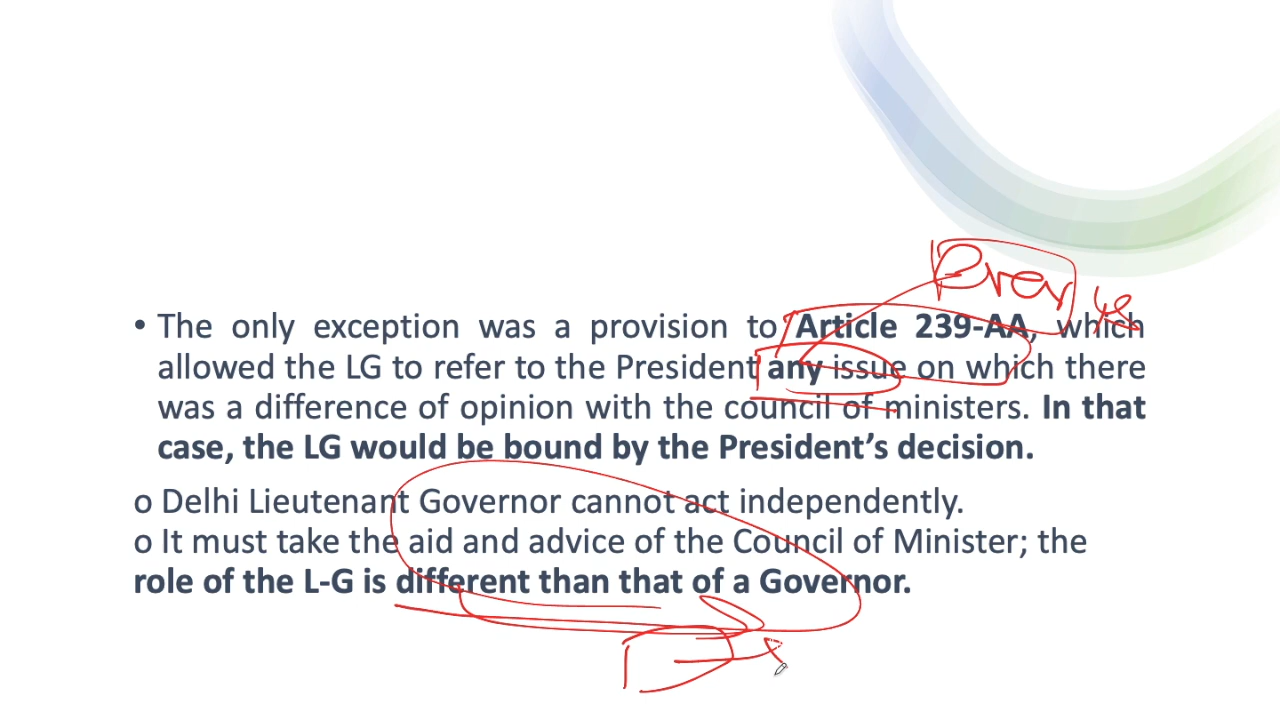 • The only exception was a provision to Article 239-AA, which
allowed the LG to refer to the President any issue on which there
was a difference of opinion with the council of ministers. In that
case, the LG would be bound by the President’s decision.
o Delhi Lieutenant Governor cannot act independently.
o It must take the aid and advice of the Council of Minister; the
role of the L-G is different than that of a Governor.